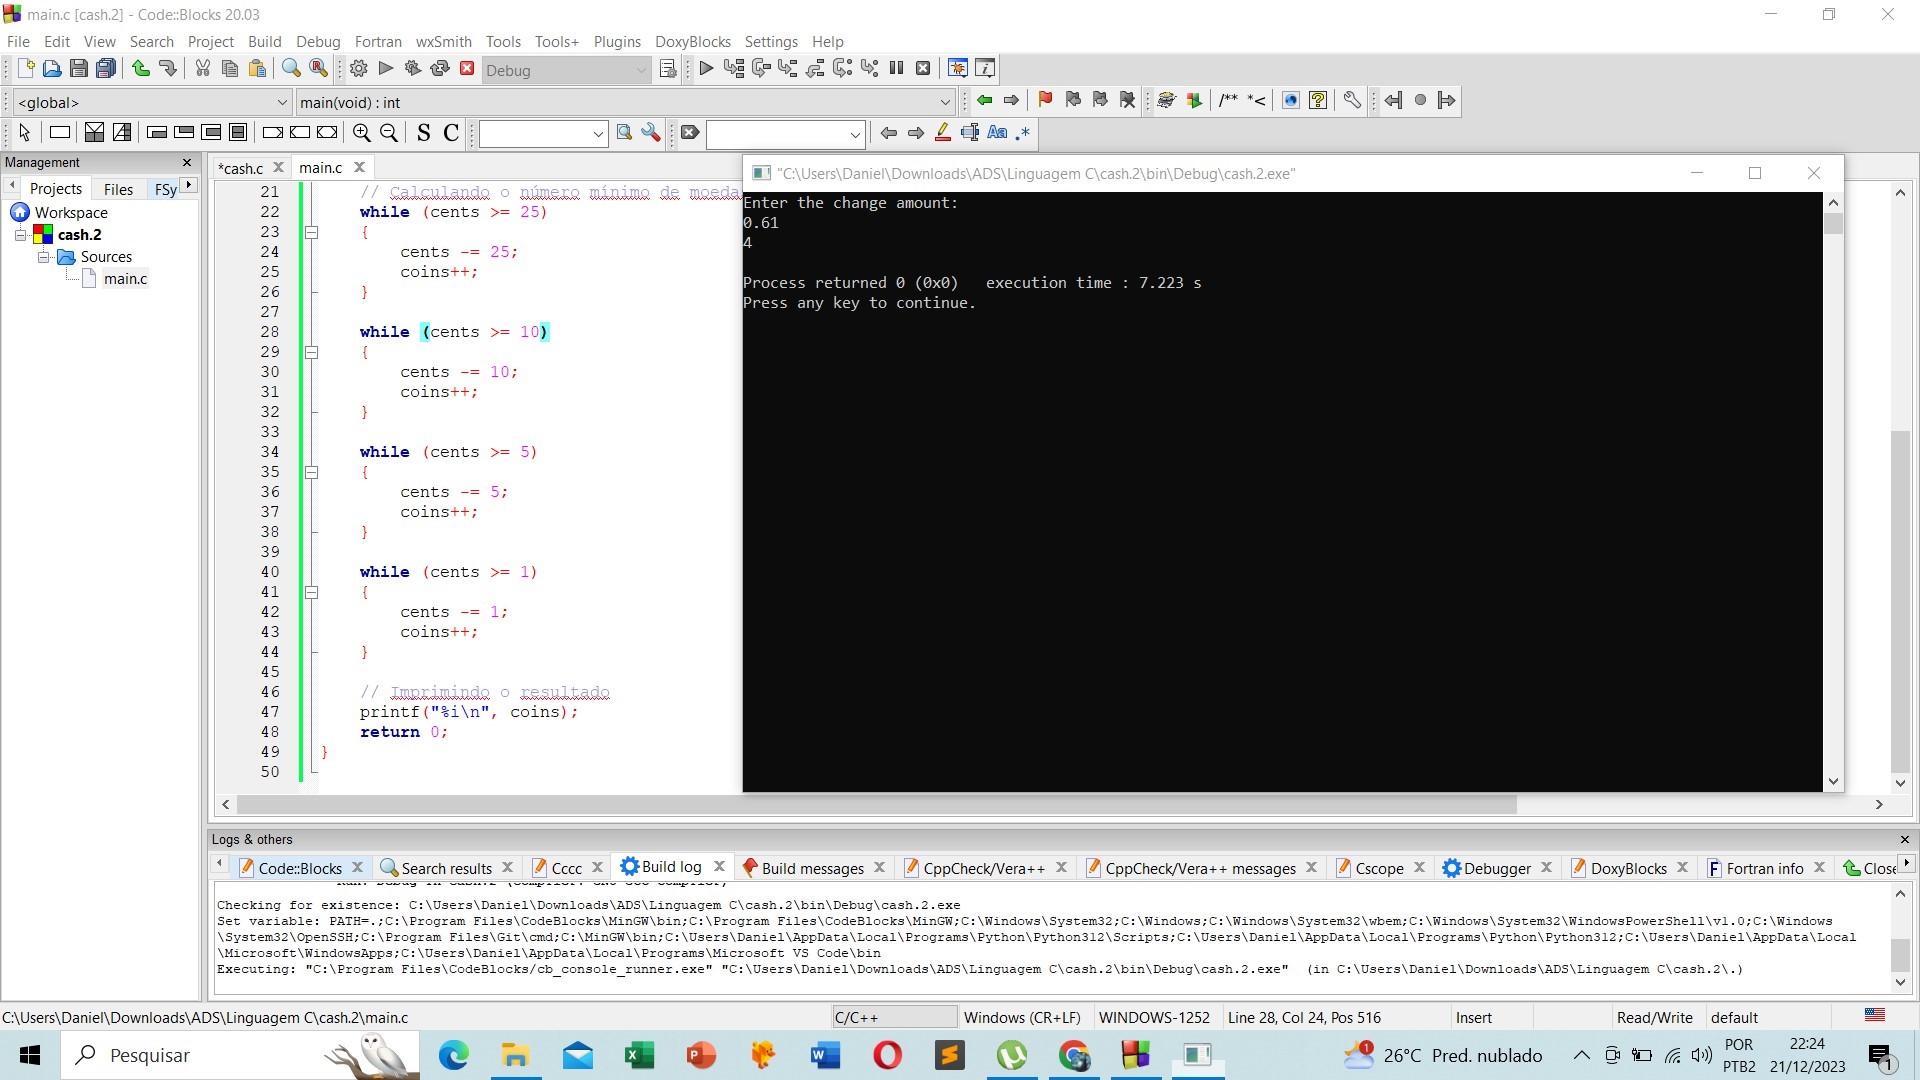 main.c [cash.2] - Code::Blocks 20.03
File Edit View Search Project Build Debug Fortran wxSmith Tools Tools+ Plugins DoxyBlocks Settings Help
Debug
<global> main(void) : int /** *<
S C Aa .*
Management
Projects Files FSy
Workspace
cash.2
Sources
main.c
*cash.c main.c
21 // Calculando o número mínimo de moeda
22 while (cents >= 25)
23 {
24 cents -= 25;
25 coins++;
26 }
27
28 while (cents >= 10)
29 {
30 cents -= 10;
31 coins++;
32 }
33
34 while (cents >= 5)
35 {
36 cents -= 5;
37 coins++;
38 }
39
40 while (cents >= 1)
41 {
42 cents -= 1;
43 coins++;
44 }
45
46 // Imprimindo o resultado
47 printf("%i\n", coins);
48 return 0;
49 }
50
"C:\Users\Daniel\Downloads\ADS\Linguagem C\cash.2\bin\Debug\cash.2.exe"
Enter the change amount:
0.61
4
Process returned 0 (0x0) execution time : 7.223 s
Press any key to continue.
Logs & others
Code::Blocks Search results Cccc Build log Build messages CppCheck/Vera++ CppCheck/Vera++ messages Cscope Debugger DoxyBlocks Fortran info Close
Checking for existence: C:\Users\Daniel\Downloads\ADS\Linguagem C\cash.2\bin\Debug\cash.2.exe
Set variable: PATH=.;C:\Program Files\CodeBlocks\MinGW\bin;C:\Program Files\CodeBlocks\MinGW;C:\Windows\System32;C:\Windows;C:\Windows\System32\wbem;C:\Windows\System32\WindowsPowerShell\v1.0;C:\Windows
\System32\OpenSSH;C:\Program Files\Git\cmd;C:\MinGW\bin;C:\Users\Daniel\AppData\Local\Programs\Python\Python312\Scripts;C:\Users\Daniel\AppData\Local\Programs\Python\Python312;C:\Users\Daniel\AppData\Local
\Microsoft\WindowsApps;C:\Users\Daniel\AppData\Local\Programs\Microsoft VS Code\bin
Executing: "C:\Program Files\CodeBlocks/cb_console_runner.exe" "C:\Users\Daniel\Downloads\ADS\Linguagem C\cash.2\bin\Debug\cash.2.exe" (in C:\Users\Daniel\Downloads\ADS\Linguagem C\cash.2\.)
C:\Users\Daniel\Downloads\ADS\Linguagem C\cash.2\main.c C/C++ Windows (CR+LF) WINDOWS-1252 Line 28, Col 24, Pos 516 Insert Read/Write default
Pesquisar 26°C Pred. nublado POR 22:24
PTB2 21/12/2023